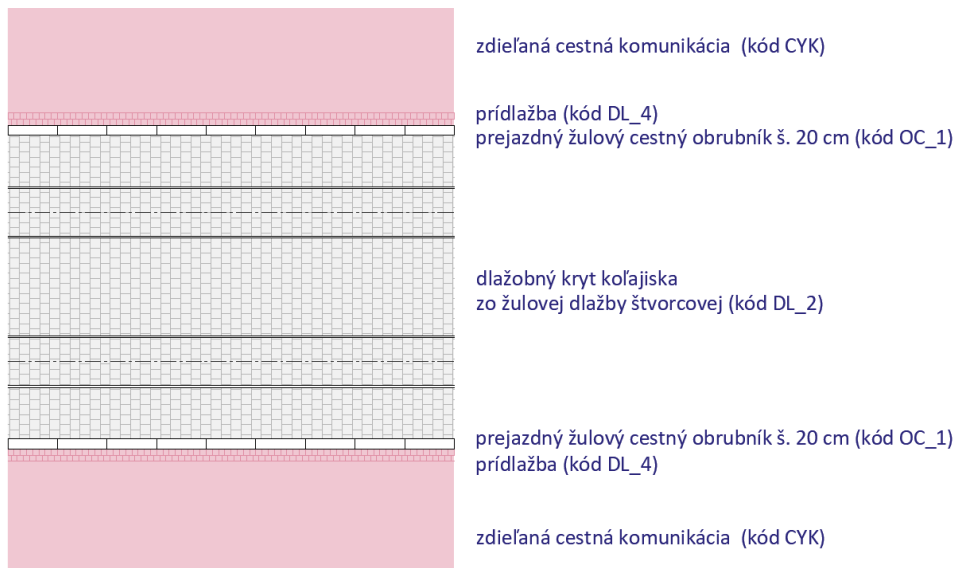 zdieľaná cestná komunikácia  (kód CYK)
prídlažba (kód DL_4)
prejazdný žulový cestný obrubník š. 20 cm (kód OC_1)
dlažobný kryt koľajiska
zo žulovej dlažby štvorcovej (kód DL_2)
prejazdný žulový cestný obrubník š. 20 cm (kód OC_1)
prídlažba (kód DL_4)
zdieľaná cestná komunikácia  (kód CYK)